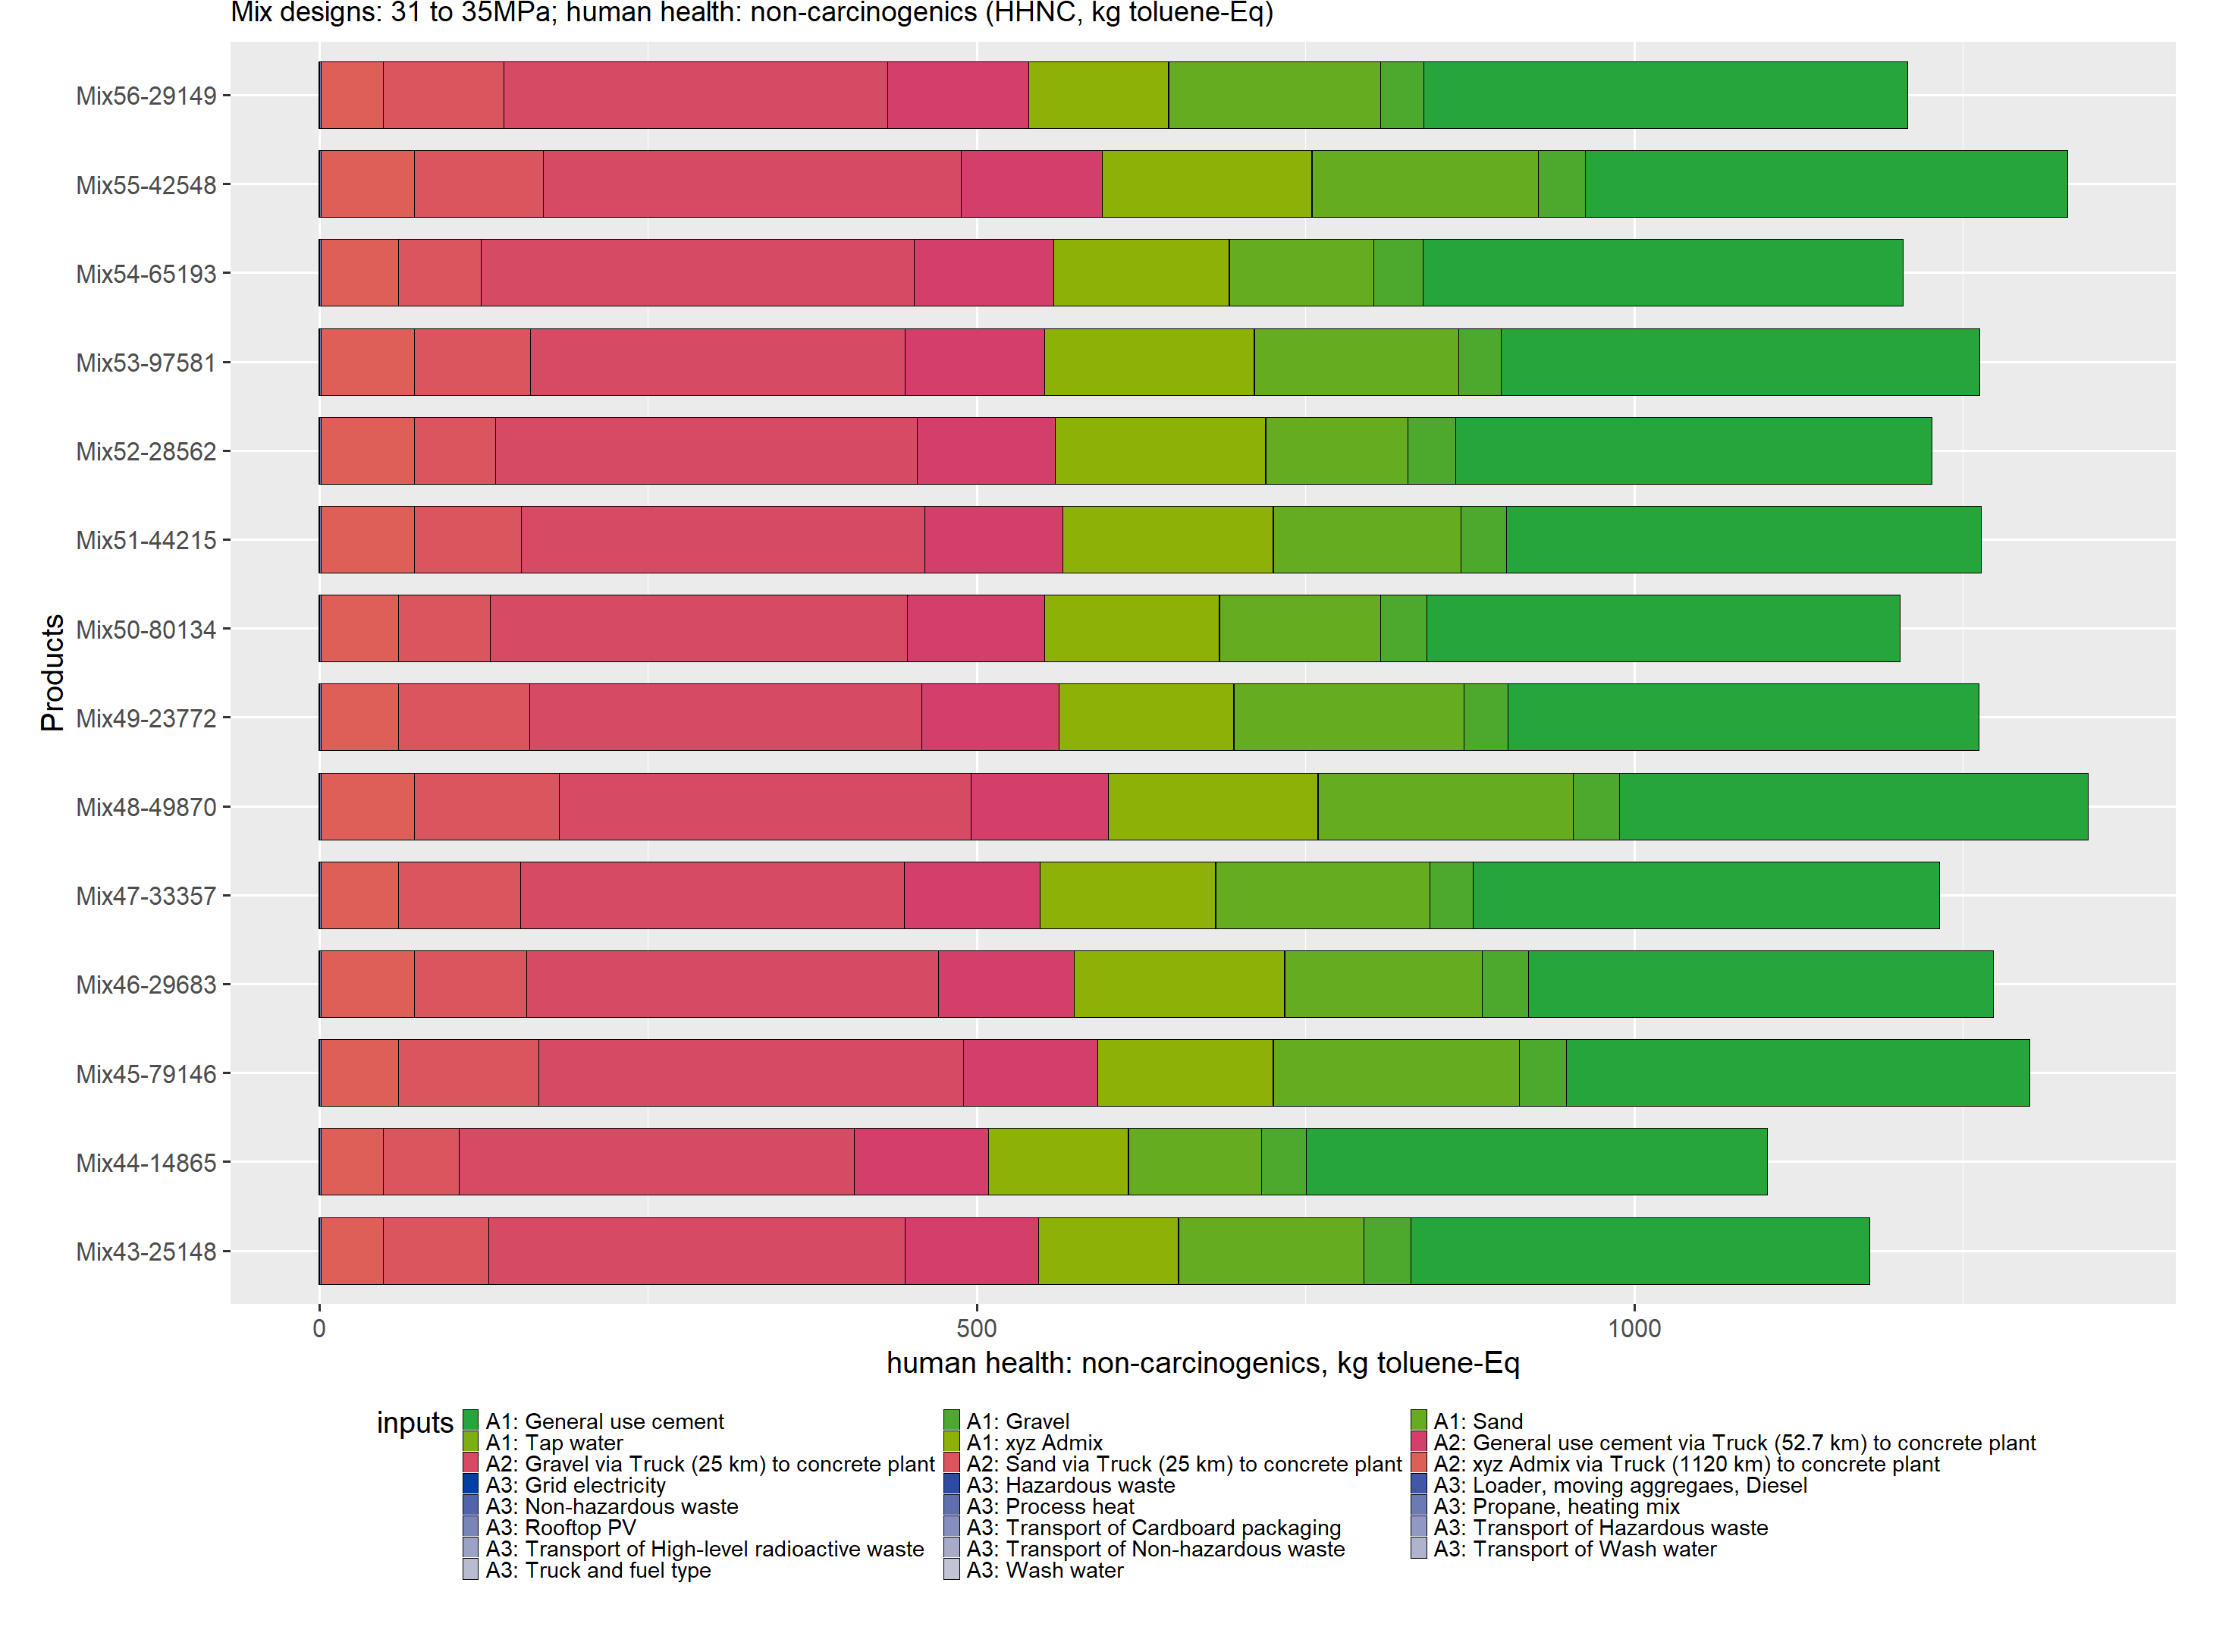 Mix designs: 31 to 35MPa; human health: non-carcinogenics (HHNC, kg toluene-Eq)
Products
Mix56-29149
Mix55-42548
Mix54-65193
Mix53-97581
Mix52-28562
Mix51-44215
Mix50-80134
Mix49-23772
Mix48-49870
Mix47-33357
Mix46-29683
Mix45-79146
Mix44-14865
Mix43-25148
0 500 1000
human health: non-carcinogenics, kg toluene-Eq
inputs
A1: General use cement A1: Gravel A1: Sand
A1: Tap water A1: xyz Admix A2: General use cement via Truck (52.7 km) to concrete plant
A2: Gravel via Truck (25 km) to concrete plant A2: Sand via Truck (25 km) to concrete plant A2: xyz Admix via Truck (1120 km) to concrete plant
A3: Grid electricity A3: Hazardous waste A3: Loader, moving aggregaes, Diesel
A3: Non-hazardous waste A3: Process heat A3: Propane, heating mix
A3: Rooftop PV A3: Transport of Cardboard packaging A3: Transport of Hazardous waste
A3: Transport of High-level radioactive waste A3: Transport of Non-hazardous waste A3: Transport of Wash water
A3: Truck and fuel type A3: Wash water